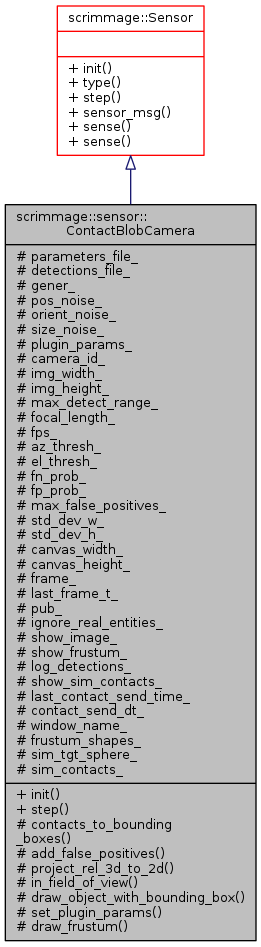 scrimmage::Sensor
+ init()
+ type()
+ step()
+ sensor_msg()
+ sense()
+ sense()
scrimmage::sensor::
ContactBlobCamera
# parameters_file_
# detections_file_
# gener_
# pos_noise_
# orient_noise_
# size_noise_
# plugin_params_
# camera_id_
# img_width_
# img_height_
# max_detect_range_
# focal_length_
# fps_
# az_thresh_
# el_thresh_
# fn_prob_
# fp_prob_
# max_false_positives_
# std_dev_w_
# std_dev_h_
# canvas_width_
# canvas_height_
# frame_
# last_frame_t_
# pub_
# ignore_real_entities_
# show_image_
# show_frustum_
# log_detections_
# show_sim_contacts_
# last_contact_send_time_
# contact_send_dt_
# window_name_
# frustum_shapes_
# sim_tgt_sphere_
# sim_contacts_
+ init()
+ step()
# contacts_to_bounding
_boxes()
# add_false_positives()
# project_rel_3d_to_2d()
# in_field_of_view()
# draw_object_with_bounding_box()
# set_plugin_params()
# draw_frustum()